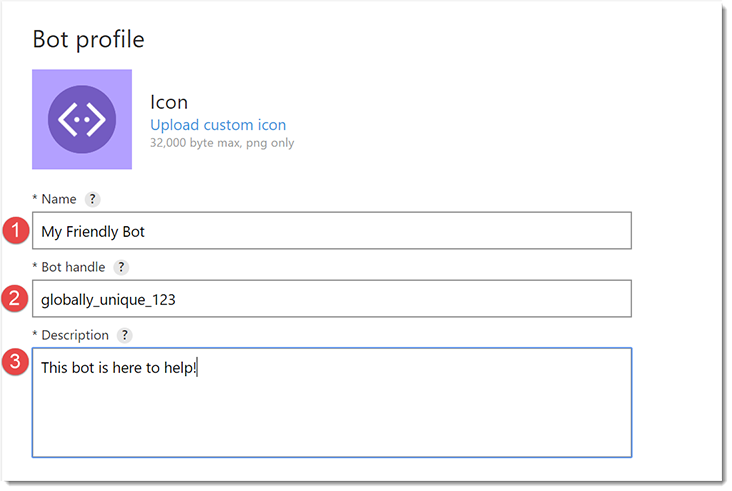 Bot profile
Icon
Upload custom icon
32,000 byte max, png only
* Name ?
1 My Friendly Bot
* Bot handle ?
2 globally_unique_123
* Description ?
3 This bot is here to help!